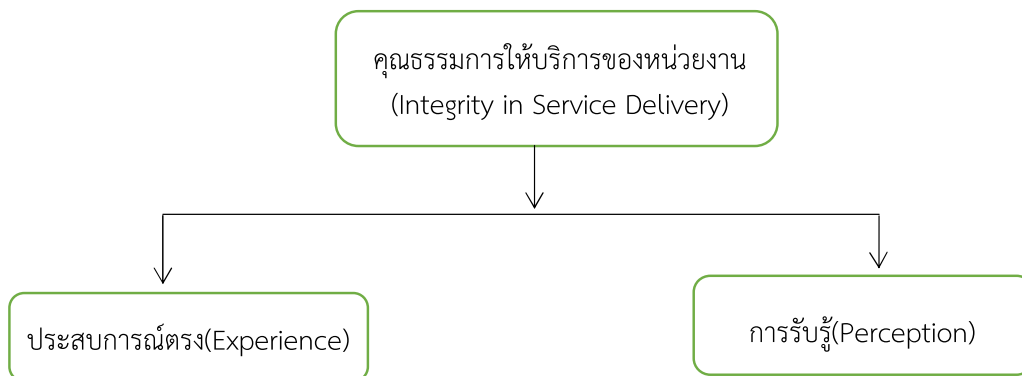 คุณธรรมการให้บริการของหน่วยงาน
(Integrity in Service Delivery)
ประสบการณ์ตรง(Experience)
การรับรู้(Perception)